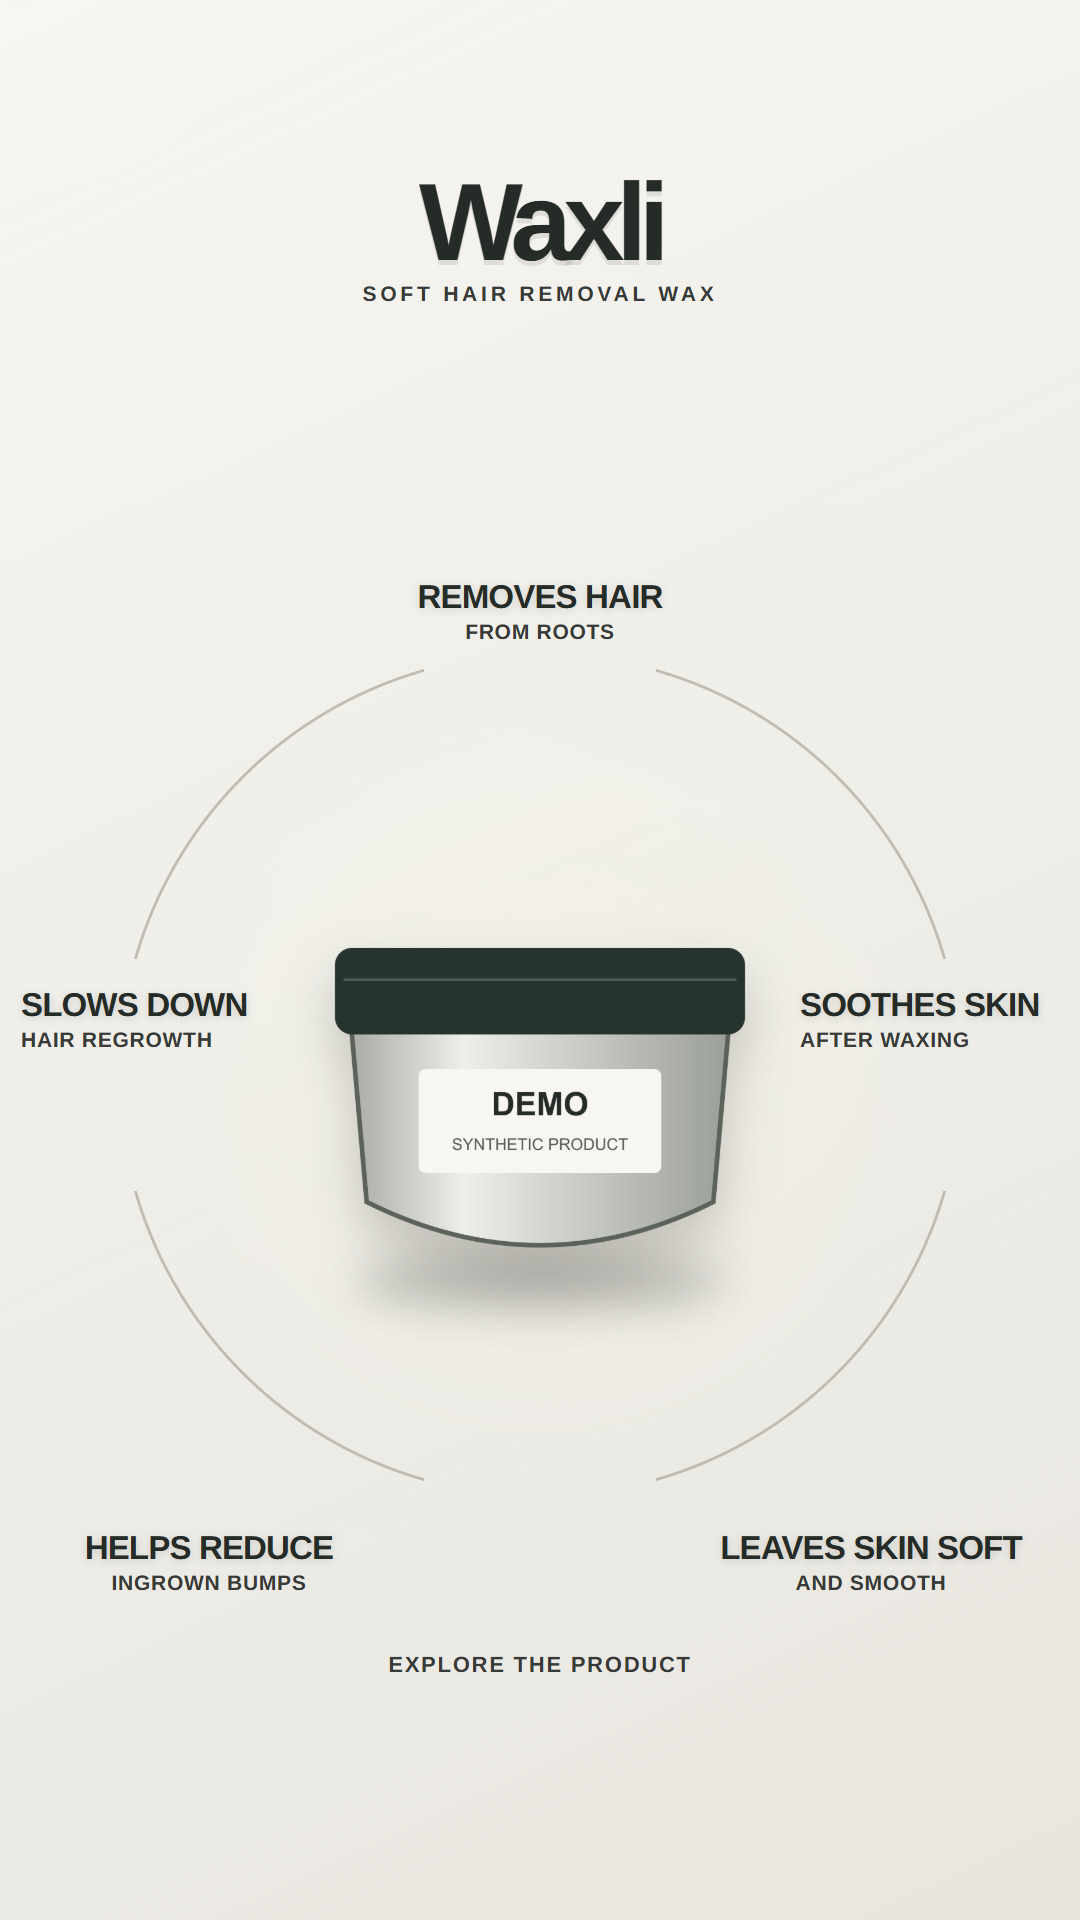 Waxli
SOFT HAIR REMOVAL WAX
REMOVES HAIR
FROM ROOTS
SLOWS DOWN
HAIR REGROWTH
SOOTHES SKIN
AFTER WAXING
DEMO
SYNTHETIC PRODUCT
HELPS REDUCE
INGROWN BUMPS
LEAVES SKIN SOFT
AND SMOOTH
EXPLORE THE PRODUCT